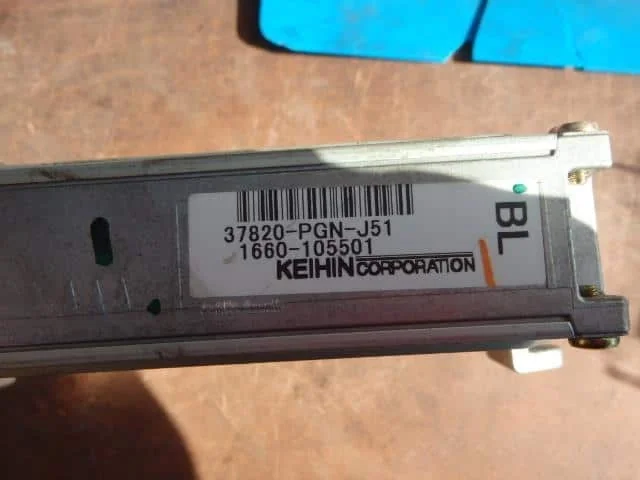 37820-PGN-J51
1660-105501
KEIHIN CORPORATION
BL